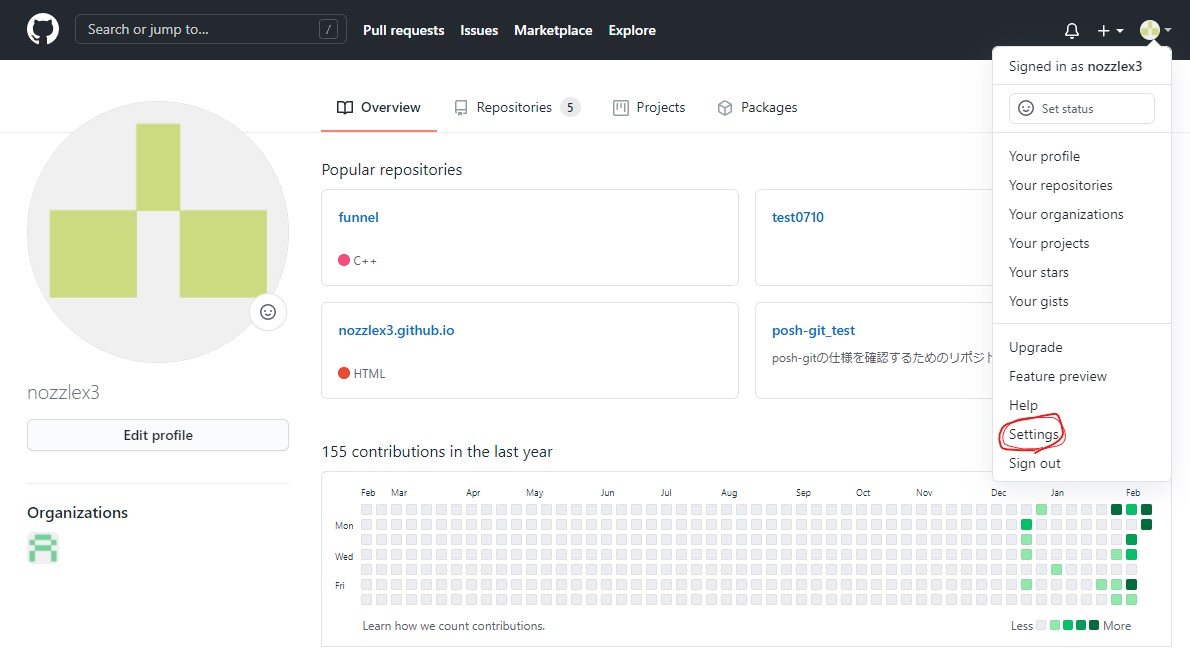 Search or jump to... /
Pull requests Issues Marketplace Explore
Signed in as nozzlex3
Set status
Your profile
Your repositories
Your organizations
Your projects
Your stars
Your gists
Upgrade
Feature preview
Help
Settings
Sign out
Overview Repositories 5 Projects Packages
nozzlex3
Edit profile
Organizations
Popular repositories
funnel
C++
test0710
nozzlex3.github.io
HTML
posh-git_test
posh-gitの仕様を確認するためのリポジト
155 contributions in the last year
Feb Mar Apr May Jun Jul Aug Sep Oct Nov Dec Jan Feb
Mon
Wed
Fri
Learn how we count contributions. Less More